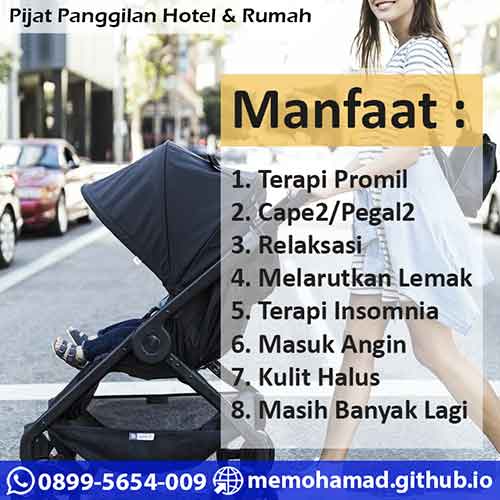 Pijat Panggilan Hotel & Rumah
Manfaat :
1. Terapi Promil
2. Cape2/Pegal2
3. Relaksasi
4. Melarutkan Lemak
5. Terapi Insomnia
6. Masuk Angin
7. Kulit Halus
8. Masih Banyak Lagi
0899-5654-009 memohamad.github.io